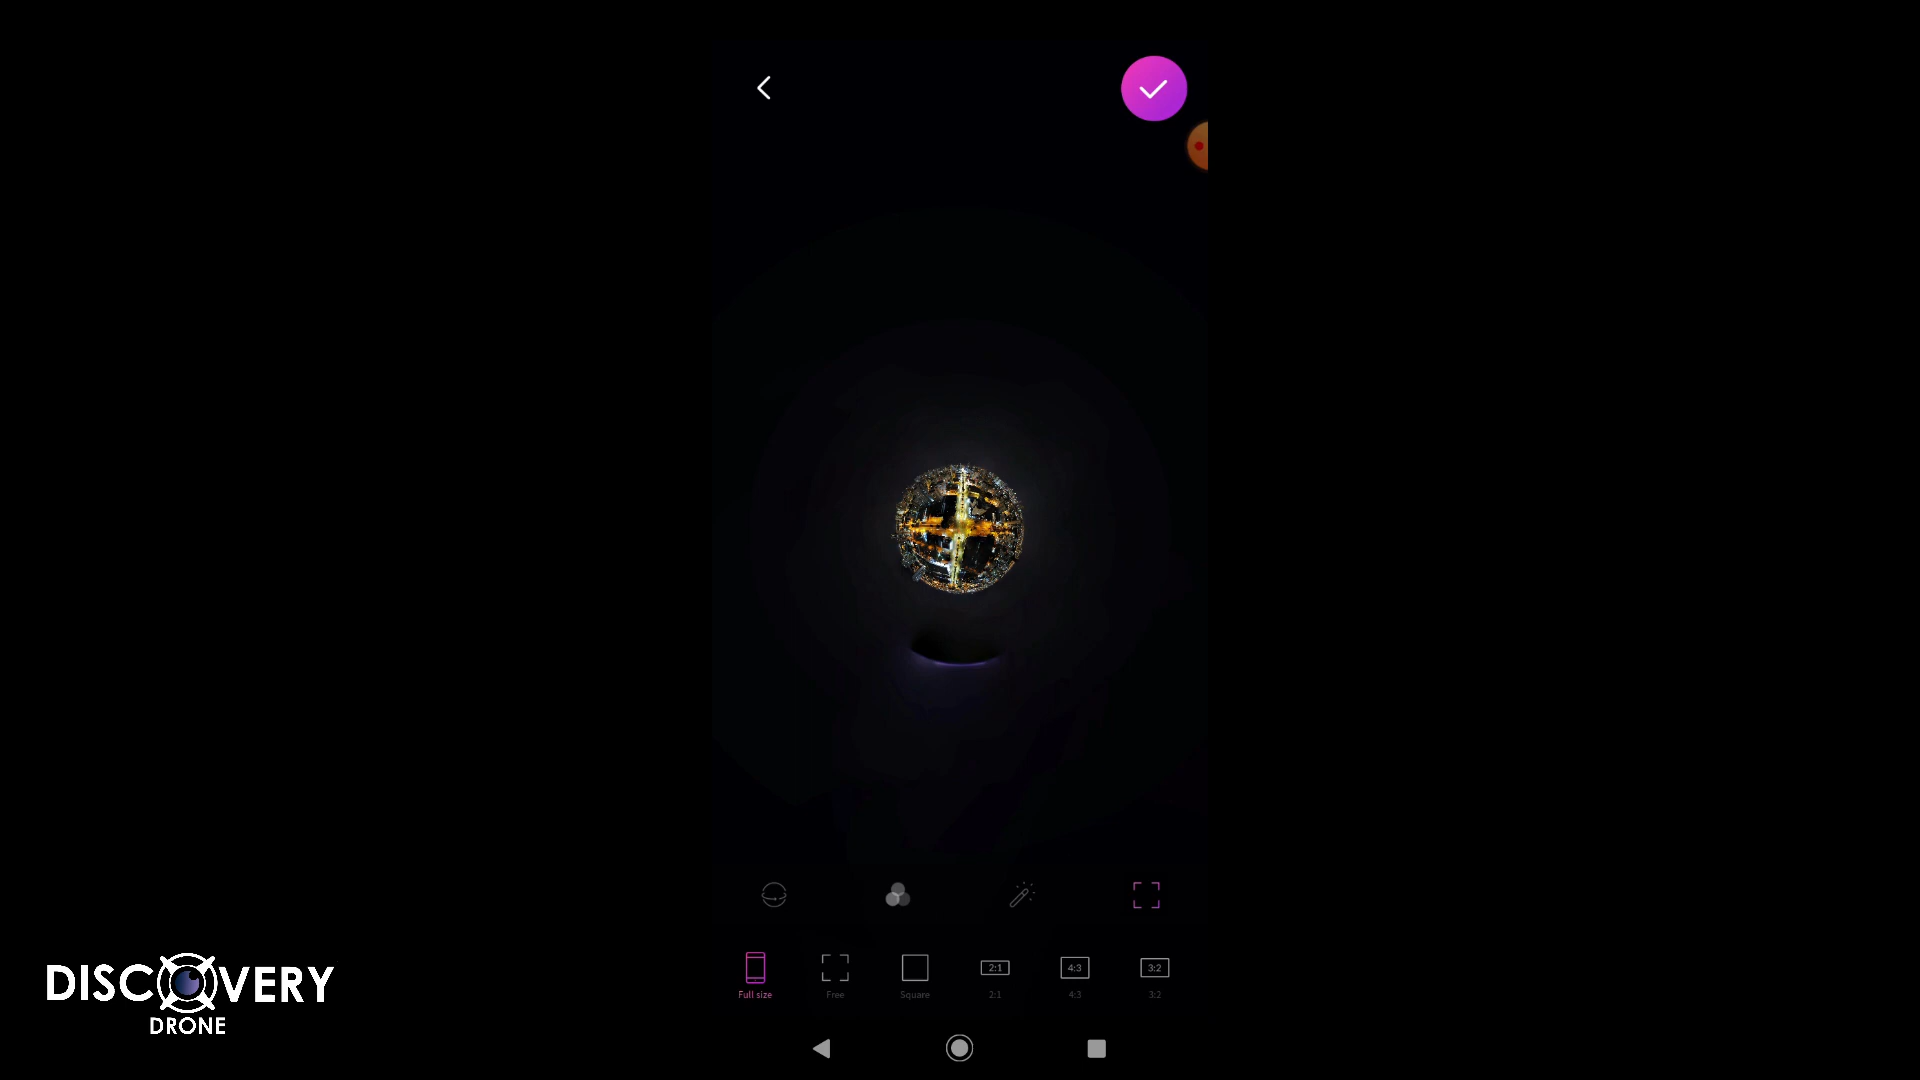 2:1
4:3
3:2
Full size
Free
Square
2:1
4:3
3:2
DISCOVERY
DRONE